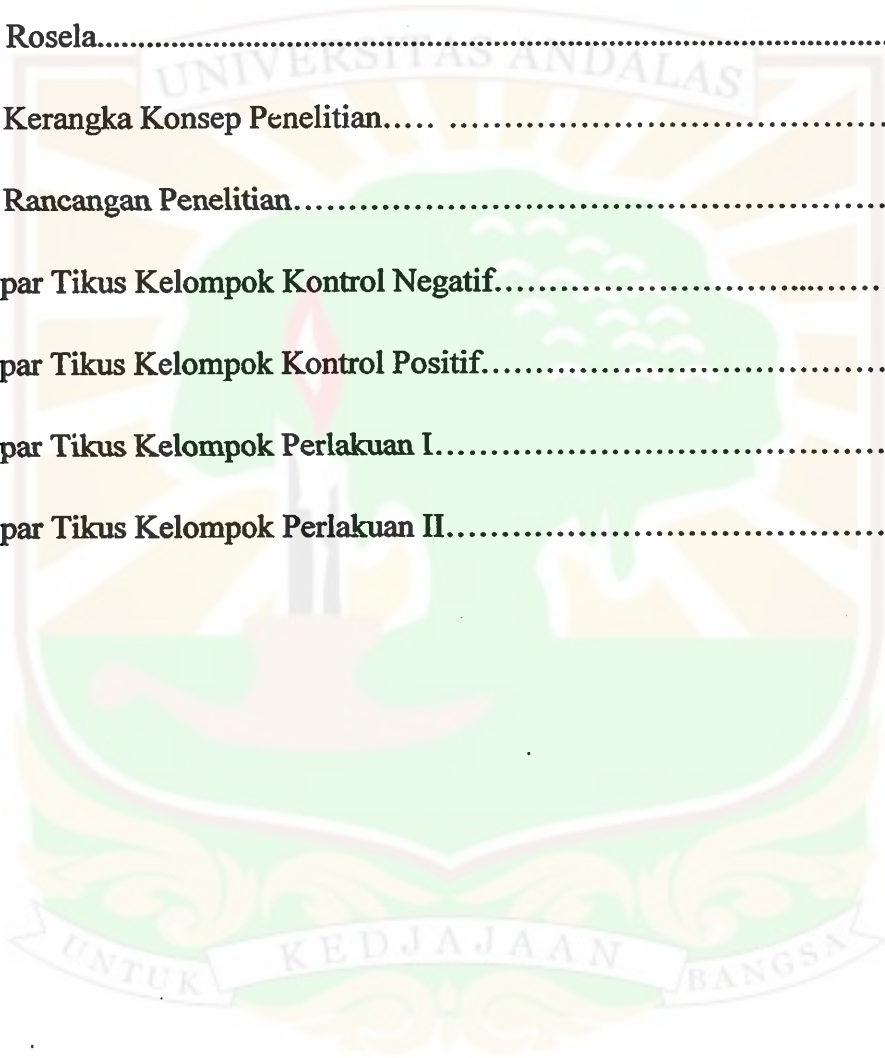 Rosela..........................................................................................
UNIVERSITAS ANDALAS
Kerangka Konsep Penelitian..... ..........................................
Rancangan Penelitian.......................................................
par Tikus Kelompok Kontrol Negatif....................................
par Tikus Kelompok Kontrol Positif.....................................
par Tikus Kelompok Perlakuan I..........................................
par Tikus Kelompok Perlakuan II.........................................
UNTUK KEDJAJAAN BANGSA